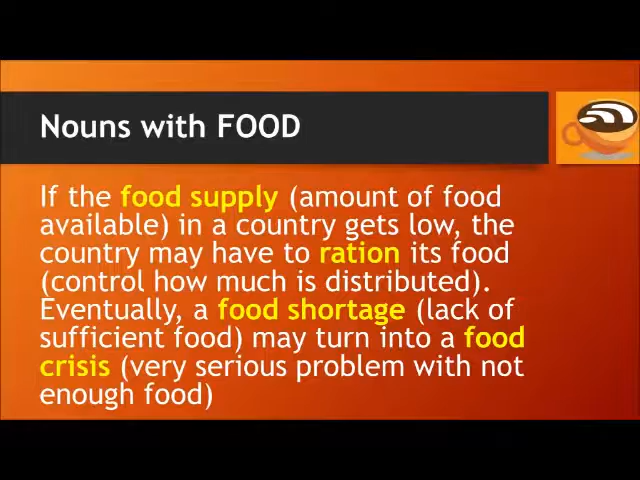 Nouns with FOOD
If the food supply (amount of food
available) in a country gets low, the
country may have to ration its food
(control how much is distributed).
Eventually, a food shortage (lack of
sufficient food) may turn into a food
crisis (very serious problem with not
enough food)